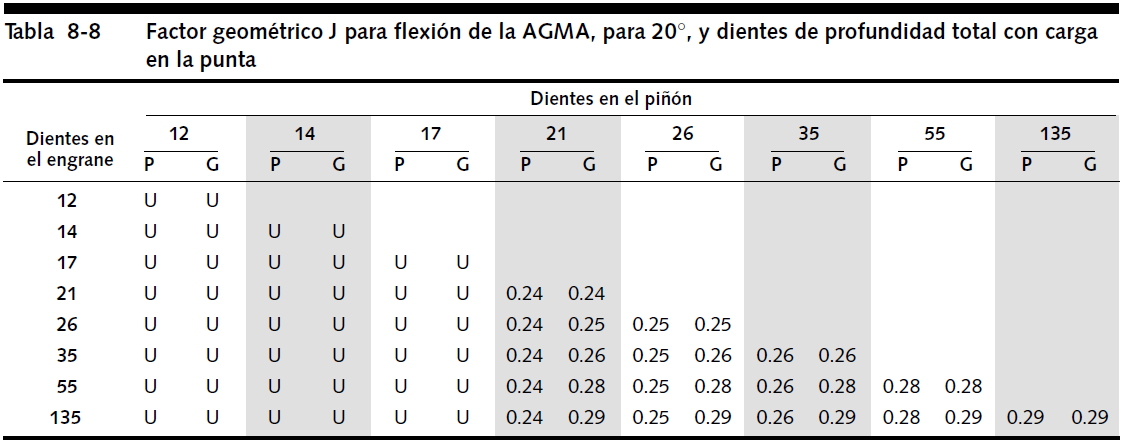 Tabla 8-8 Factor geométrico J para flexión de la AGMA, para 20°, y dientes de profundidad total con carga
en la punta
Dientes en el piñón
Dientes en
el engrane
12 14 17 21 26 35 55 135
P G P G P G P G P G P G P G P G
12 U U
14 U U U U
17 U U U U U U
21 U U U U U U 0.24 0.24
26 U U U U U U 0.24 0.25 0.25 0.25
35 U U U U U U 0.24 0.26 0.25 0.26 0.26 0.26
55 U U U U U U 0.24 0.28 0.25 0.28 0.26 0.28 0.28 0.28
135 U U U U U U 0.24 0.29 0.25 0.29 0.26 0.29 0.28 0.29 0.29 0.29